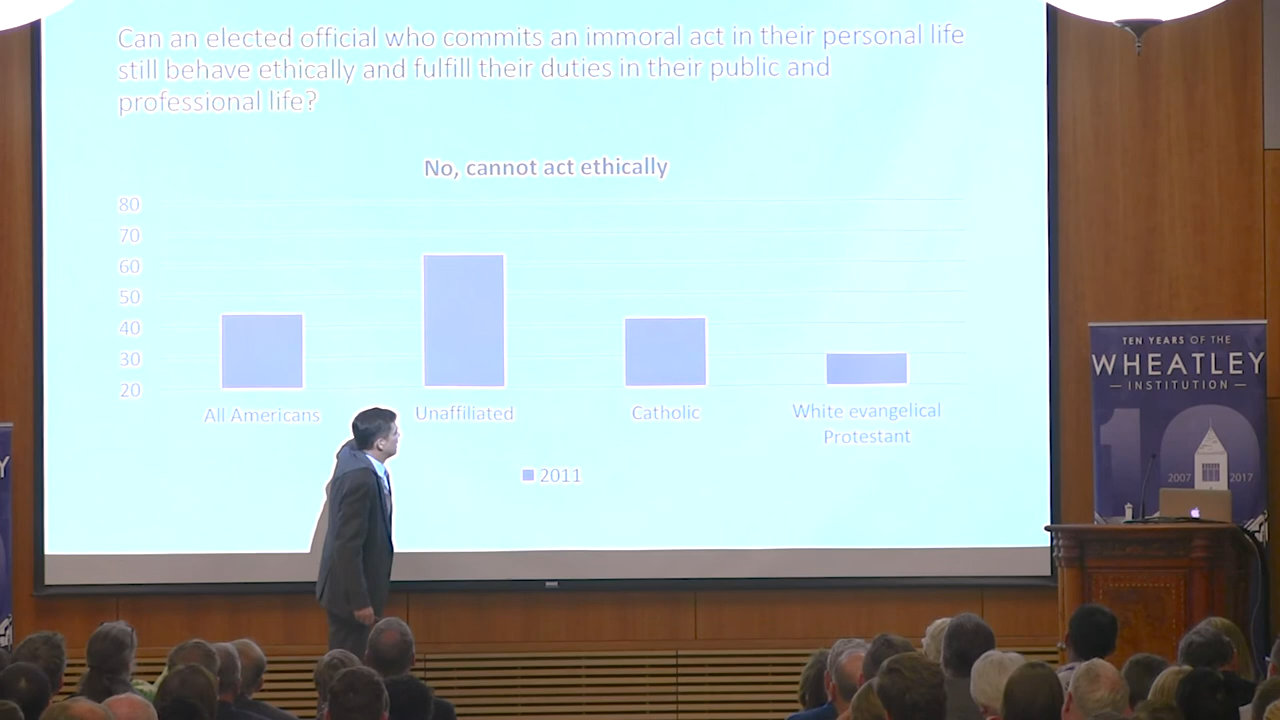 Can an elected official who commits an immoral act in their personal life
still behave ethically and fulfill their duties in their public and
professional life?
No, cannot act ethically
80
70
60
50
40
30
20
All Americans
Unaffiliated
Catholic
White evangelical
Protestant
2011
TEN YEARS OF THE
WHEATLEY
— INSTITUTION —
10
2007
2017
Y